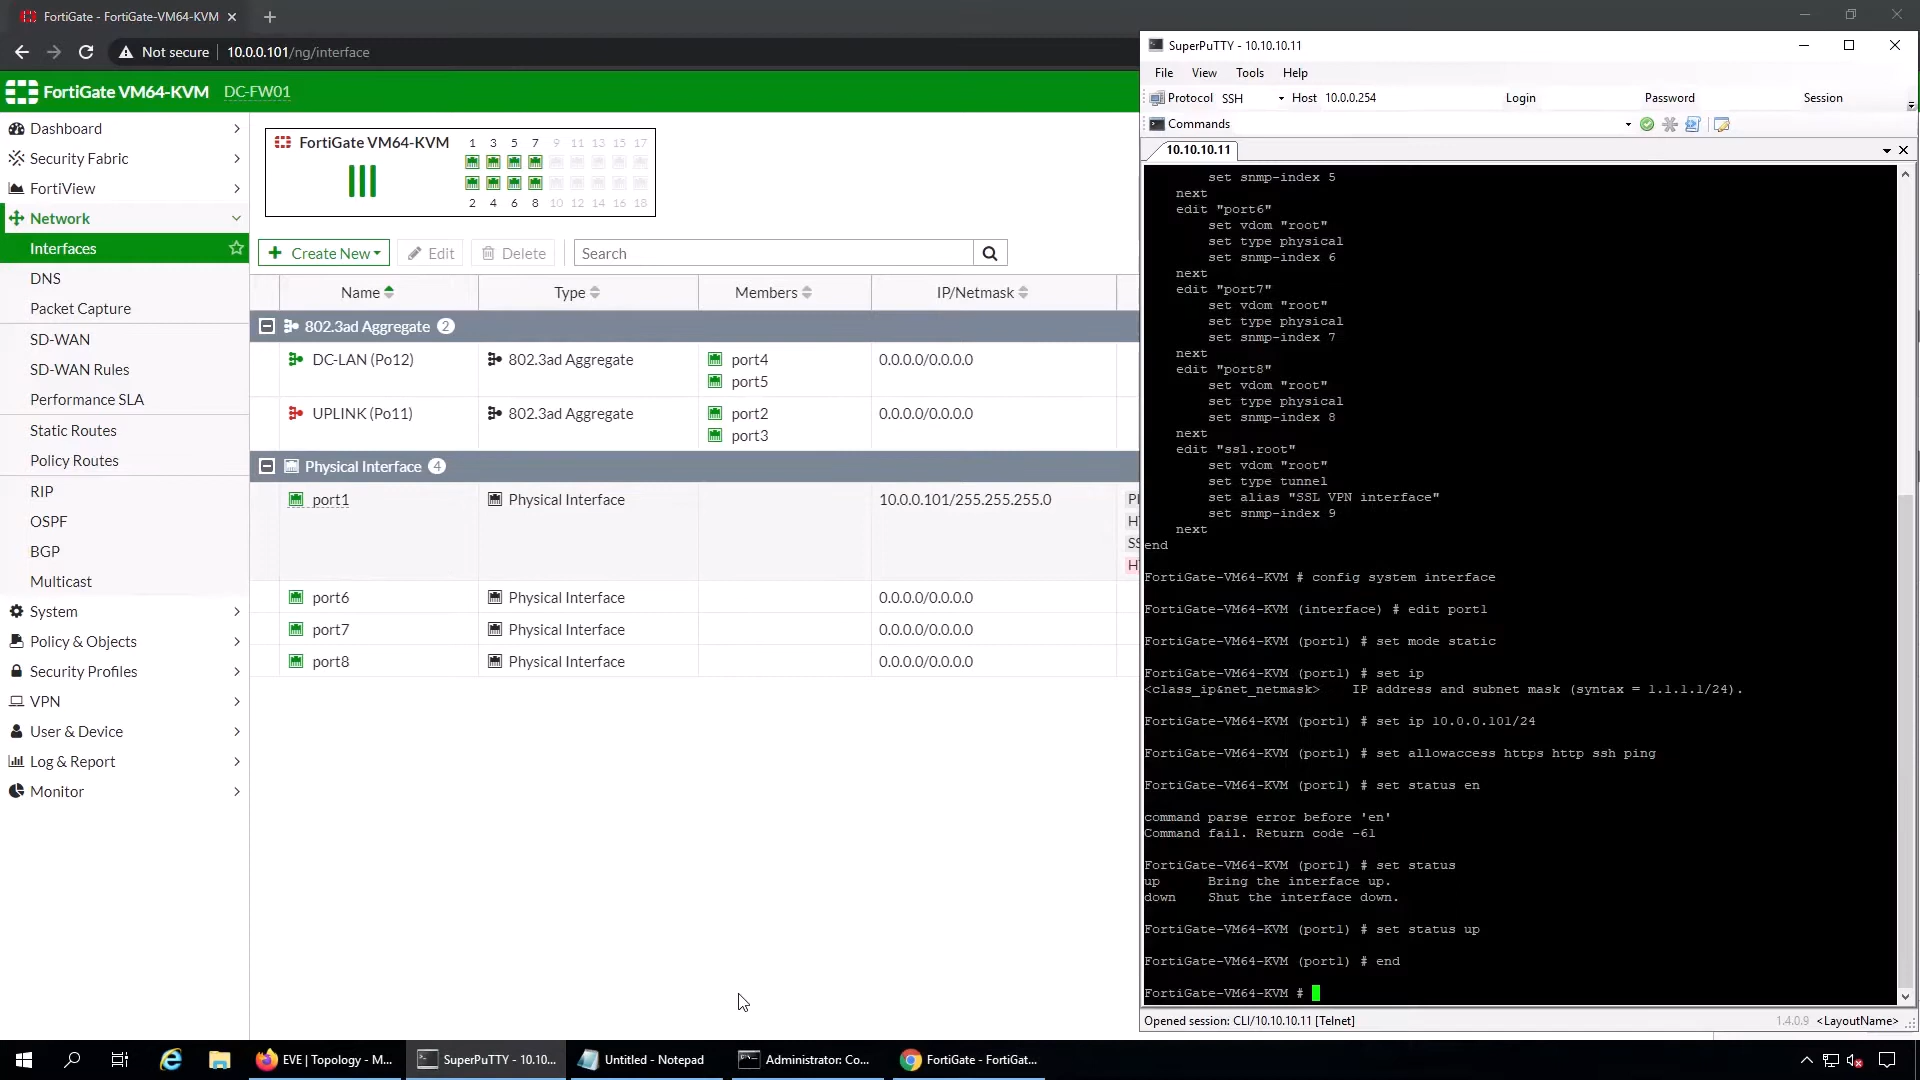 FortiGate - FortiGate-VM64-KVM
Not secure
10.0.0.101/ng/interface
FortiGate VM64-KVM
DC-FW01
Dashboard
Security Fabric
FortiView
Network
Interfaces
DNS
Packet Capture
SD-WAN
SD-WAN Rules
Performance SLA
Static Routes
Policy Routes
RIP
OSPF
BGP
Multicast
System
Policy & Objects
Security Profiles
VPN
User & Device
Log & Report
Monitor
FortiGate VM64-KVM
1 3 5 7 9 11 13 15 17
2 4 6 8 10 12 14 16 18
Create New
Edit
Delete
Search
Name Type Members IP/Netmask
802.3ad Aggregate 2
DC-LAN (Po12) 802.3ad Aggregate port4 0.0.0.0/0.0.0.0
port5
UPLINK (Po11) 802.3ad Aggregate port2 0.0.0.0/0.0.0.0
port3
Physical Interface 4
port1 Physical Interface 10.0.0.101/255.255.255.0
port6 Physical Interface 0.0.0.0/0.0.0.0
port7 Physical Interface 0.0.0.0/0.0.0.0
port8 Physical Interface 0.0.0.0/0.0.0.0
SuperPuTTY - 10.10.10.11
File View Tools Help
Protocol SSH Host 10.0.0.254 Login Password Session
Commands
10.10.10.11
set snmp-index 5
next
edit "port6"
set vdom "root"
set type physical
set snmp-index 6
next
edit "port7"
set vdom "root"
set type physical
set snmp-index 7
next
edit "port8"
set vdom "root"
set type physical
set snmp-index 8
next
edit "ssl.root"
set vdom "root"
set type tunnel
set alias "SSL VPN interface"
set snmp-index 9
next
end
FortiGate-VM64-KVM # config system interface
FortiGate-VM64-KVM (interface) # edit port1
FortiGate-VM64-KVM (port1) # set mode static
FortiGate-VM64-KVM (port1) # set ip
<class_ip&net_netmask> IP address and subnet mask (syntax = 1.1.1.1/24).
FortiGate-VM64-KVM (port1) # set ip 10.0.0.101/24
FortiGate-VM64-KVM (port1) # set allowaccess https http ssh ping
FortiGate-VM64-KVM (port1) # set status en
command parse error before 'en'
Command fail. Return code -61
FortiGate-VM64-KVM (port1) # set status
up Bring the interface up.
down Shut the interface down.
FortiGate-VM64-KVM (port1) # set status up
FortiGate-VM64-KVM (port1) # end
FortiGate-VM64-KVM #
Opened session: CLI/10.10.10.11 [Telnet]
1.4.0.9 <LayoutName>
EVE | Topology - M...
SuperPuTTY - 10.10...
Untitled - Notepad
Administrator: Co...
FortiGate - FortiGat...